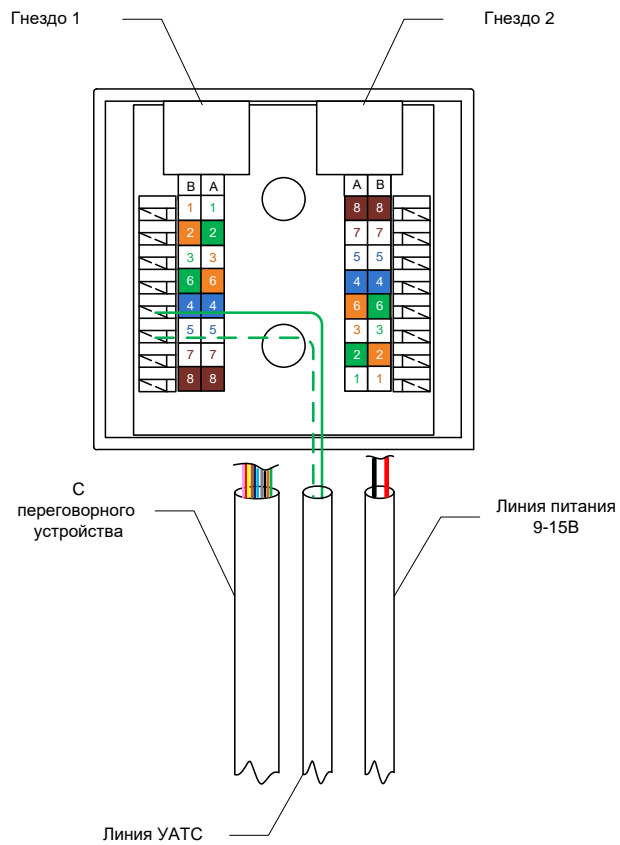 Гнездо 1
Гнездо 2
B A
1 1
2 2
3 3
6 6
4 4
5 5
7 7
8 8
A B
8 8
7 7
5 5
4 4
6 6
3 3
2 2
1 1
С
переговорного
устройства
Линия питания
9-15В
Линия УАТС